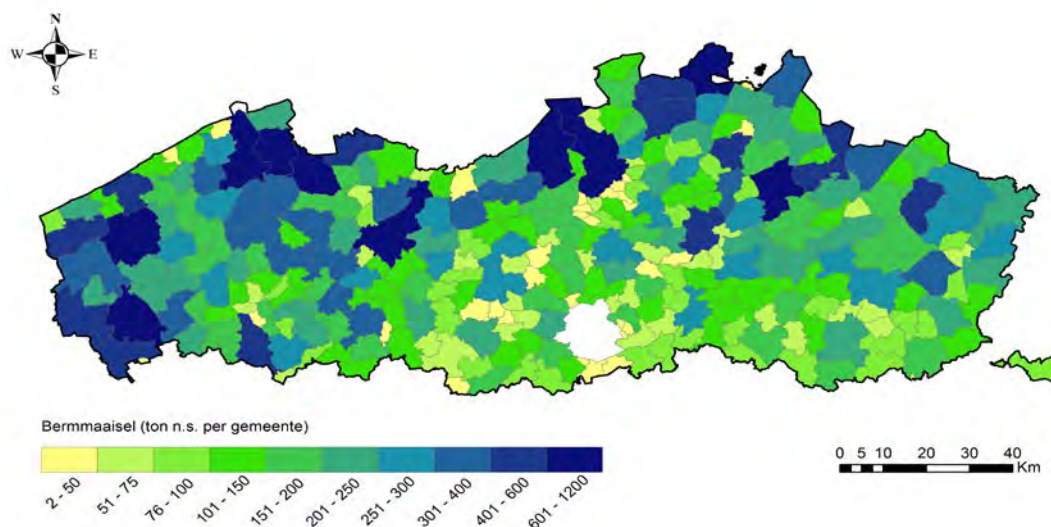 N
W E
S
Bermmaaisel (ton n.s. per gemeente)
2 - 50
51 - 75
76 - 100
101 - 150
151 - 200
201 - 250
251 - 300
301 - 400
401 - 600
601 - 1200
0 5 10 20 30 40
Km